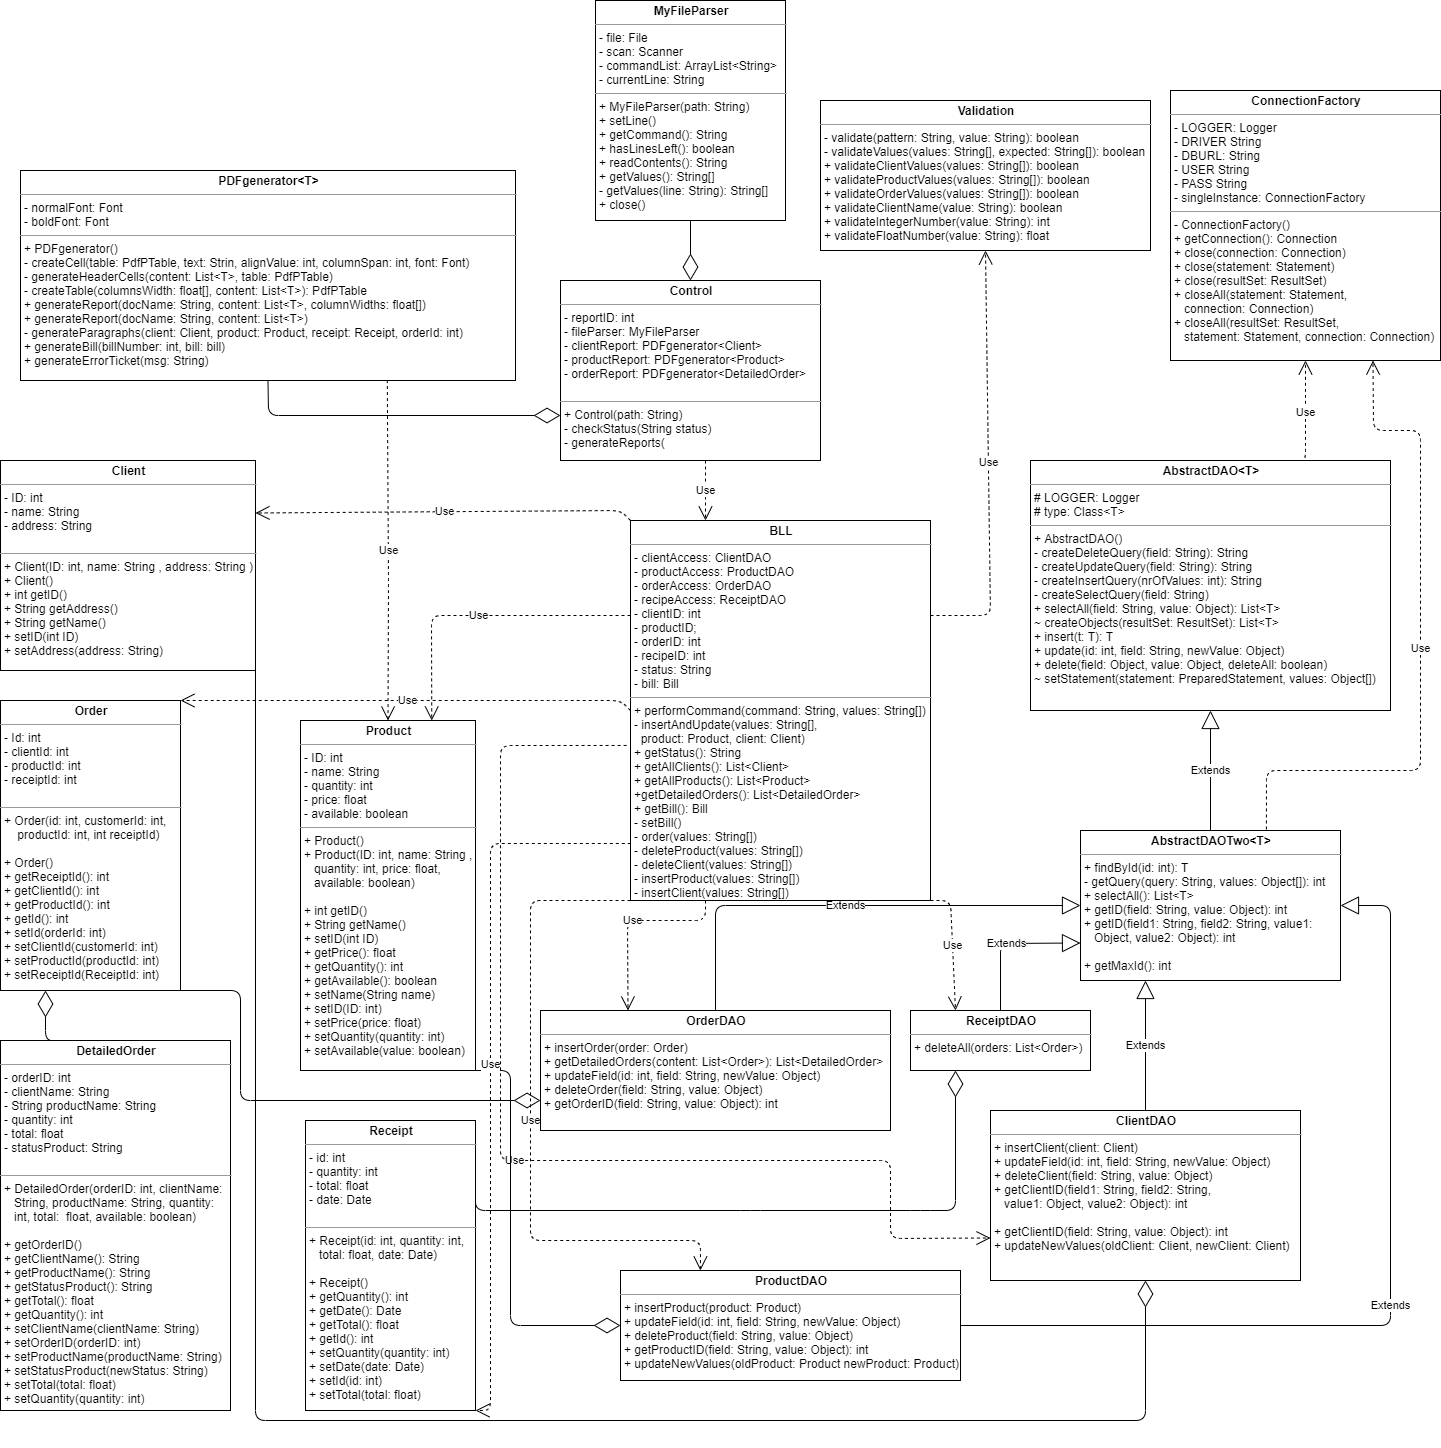 MyFileParser
- file: File
- scan: Scanner
- commandList: ArrayList<String>
- currentLine: String
+ MyFileParser(path: String)
+ setLine()
+ getCommand(): String
+ hasLinesLeft(): boolean
+ readContents(): String
+ getValues(): String[]
- getValues(line: String): String[]
+ close()
Validation
- validate(pattern: String, value: String): boolean
- validateValues(values: String[], expected: String[]): boolean
+ validateClientValues(values: String[]): boolean
+ validateProductValues(values: String[]): boolean
+ validateOrderValues(values: String[]): boolean
+ validateClientName(value: String): boolean
+ validateIntegerNumber(value: String): int
+ validateFloatNumber(value: String): float
ConnectionFactory
- LOGGER: Logger
- DRIVER String
- DBURL: String
- USER String
- PASS String
- singleInstance: ConnectionFactory
- ConnectionFactory()
+ getConnection(): Connection
+ close(connection: Connection)
+ close(statement: Statement)
+ close(resultSet: ResultSet)
+ closeAll(statement: Statement,
connection: Connection)
+ closeAll(resultSet: ResultSet,
statement: Statement, connection: Connection)
PDFgenerator<T>
- normalFont: Font
- boldFont: Font
+ PDFgenerator()
- createCell(table: PdfPTable, text: Strin, alignValue: int, columnSpan: int, font: Font)
- generateHeaderCells(content: List<T>, table: PdfPTable)
- createTable(columnsWidth: float[], content: List<T>): PdfPTable
+ generateReport(docName: String, content: List<T>, columnWidths: float[])
+ generateReport(docName: String, content: List<T>)
- generateParagraphs(client: Client, product: Product, receipt: Receipt, orderId: int)
+ generateBill(billNumber: int, bill: bill)
+ generateErrorTicket(msg: String)
Control
- reportID: int
- fileParser: MyFileParser
- clientReport: PDFgenerator<Client>
- productReport: PDFgenerator<Product>
- orderReport: PDFgenerator<DetailedOrder>
+ Control(path: String)
- checkStatus(String status)
- generateReports(
Use
Use
Use
Use
Use
Use
Use
Use
Client
- ID: int
- name: String
- address: String
+ Client(ID: int, name: String , address: String )
+ Client()
+ int getID()
+ String getAddress()
+ String getName()
+ setID(int ID)
+ setAddress(address: String)
BLL
- clientAccess: ClientDAO
- productAccess: ProductDAO
- orderAccess: OrderDAO
- recipeAccess: ReceiptDAO
- clientID: int
- productID;
- orderID: int
- recipeID: int
- status: String
- bill: Bill
+ performCommand(command: String, values: String[])
- insertAndUpdate(values: String[],
product: Product, client: Client)
+ getStatus(): String
+ getAllClients(): List<Client>
+ getAllProducts(): List<Product>
+getDetailedOrders(): List<DetailedOrder>
+ getBill(): Bill
- setBill()
- order(values: String[])
- deleteProduct(values: String[])
- deleteClient(values: String[])
- insertProduct(values: String[])
- insertClient(values: String[])
AbstractDAO<T>
# LOGGER: Logger
# type: Class<T>
+ AbstractDAO()
- createDeleteQuery(field: String): String
- createUpdateQuery(field: String): String
- createInsertQuery(nrOfValues: int): String
- createSelectQuery(field: String)
+ selectAll(field: String, value: Object): List<T>
~ createObjects(resultSet: ResultSet): List<T>
+ insert(t: T): T
+ update(id: int, field: String, newValue: Object)
+ delete(field: Object, value: Object, deleteAll: boolean)
~ setStatement(statement: PreparedStatement, values: Object[])
Extends
Order
- Id: int
- clientId: int
- productId: int
- receiptId: int
+ Order(id: int, customerId: int,
productId: int, int receiptId)
+ Order()
+ getReceiptId(): int
+ getClientId(): int
+ getProductId(): int
+ getId(): int
+ setId(orderId: int)
+ setClientId(customerId: int)
+ setProductId(productId: int)
+ setReceiptId(ReceiptId: int)
Product
- ID: int
- name: String
- quantity: int
- price: float
- available: boolean
+ Product()
+ Product(ID: int, name: String ,
quantity: int, price: float,
available: boolean)
+ int getID()
+ String getName()
+ setID(int ID)
+ getPrice(): float
+ getQuantity(): int
+ getAvailable(): boolean
+ setName(String name)
+ setID(ID: int)
+ setPrice(price: float)
+ setQuantity(quantity: int)
+ setAvailable(value: boolean)
AbstractDAOTwo<T>
+ findById(id: int): T
- getQuery(query: String, values: Object[]): int
+ selectAll(): List<T>
+ getID(field: String, value: Object): int
+ getID(field1: String, field2: String, value1:
Object, value2: Object): int
+ getMaxId(): int
Extends
Use
Use
Extends
OrderDAO
+ insertOrder(order: Order)
+ getDetailedOrders(content: List<Order>): List<DetailedOrder>
+ updateField(id: int, field: String, newValue: Object)
+ deleteOrder(field: String, value: Object)
+ getOrderID(field: String, value: Object): int
ReceiptDAO
+ deleteAll(orders: List<Order>)
Extends
Use
Use
Use
DetailedOrder
- orderID: int
- clientName: String
- String productName: String
- quantity: int
- total: float
- statusProduct: String
+ DetailedOrder(orderID: int, clientName:
String, productName: String, quantity:
int, total:  float, available: boolean)
+ getOrderID()
+ getClientName(): String
+ getProductName(): String
+ getStatusProduct(): String
+ getTotal(): float
+ getQuantity(): int
+ setClientName(clientName: String)
+ setOrderID(orderID: int)
+ setProductName(productName: String)
+ setStatusProduct(newStatus: String)
+ setTotal(total: float)
+ setQuantity(quantity: int)
Receipt
- id: int
- quantity: int
- total: float
- date: Date
+ Receipt(id: int, quantity: int,
total: float, date: Date)
+ Receipt()
+ getQuantity(): int
+ getDate(): Date
+ getTotal(): float
+ getId(): int
+ setQuantity(quantity: int)
+ setDate(date: Date)
+ setId(id: int)
+ setTotal(total: float)
ClientDAO
+ insertClient(client: Client)
+ updateField(id: int, field: String, newValue: Object)
+ deleteClient(field: String, value: Object)
+ getClientID(field1: String, field2: String,
value1: Object, value2: Object): int
+ getClientID(field: String, value: Object): int
+ updateNewValues(oldClient: Client, newClient: Client)
ProductDAO
+ insertProduct(product: Product)
+ updateField(id: int, field: String, newValue: Object)
+ deleteProduct(field: String, value: Object)
+ getProductID(field: String, value: Object): int
+ updateNewValues(oldProduct: Product newProduct: Product)
Extends